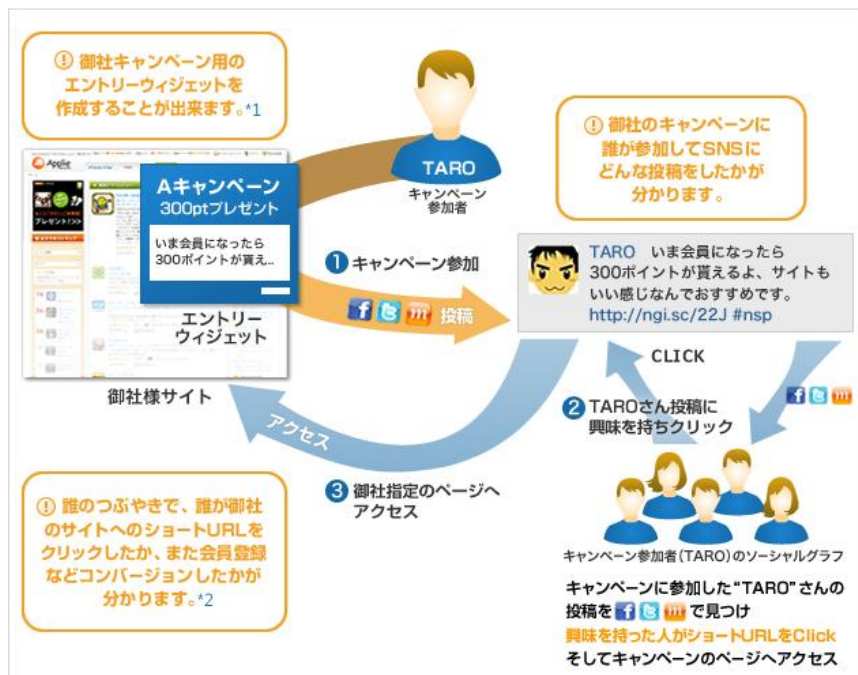 ! 御社キャンペーン用の
エントリーウィジェットを
作成することが出来ます。*1
TARO
キャンペーン
参加者
! 御社のキャンペーンに
誰が参加してSNSに
どんな投稿をしたかが
分かります。
Applie
プレゼント!>>
Aキャンペーン
300ptプレゼント
いま会員になったら
300ポイントが貰え...
エントリー
ウィジェット
御社様サイト
1 キャンペーン参加
f t m 投稿
TARO いま会員になったら
300ポイントが貰えるよ、サイトも
いい感じなんでおすすめです。
http://ngi.sc/22J #nsp
CLICK
f t m
2 TAROさん投稿に
興味を持ちクリック
アクセス
3 御社指定のページへ
アクセス
! 誰のつぶやきで、誰が御社
のサイトへのショートURLを
クリックしたか、また会員登録
などコンバージョンしたかが
分かります。*2
キャンペーン参加者(TARO)のソーシャルグラフ
キャンペーンに参加した“TARO”さんの
投稿を f t m で見つけ
興味を持った人がショートURLをClick
そしてキャンペーンのページへアクセス